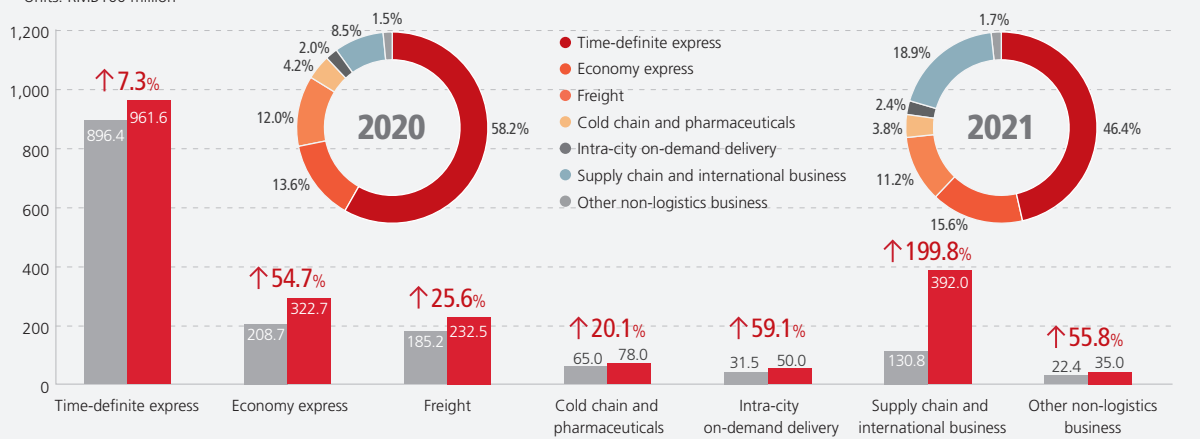 Units: RMB100 million
1,200
1,000
800
600
400
200
0
↑7.3%
896.4
961.6
Time-definite express
↑54.7%
208.7
322.7
Economy express
↑25.6%
185.2
232.5
Freight
↑20.1%
65.0
78.0
Cold chain and
pharmaceuticals
↑59.1%
31.5
50.0
Intra-city
on-demand delivery
↑199.8%
130.8
392.0
Supply chain and
international business
↑55.8%
22.4
35.0
Other non-logistics
business
2020
58.2%
13.6%
12.0%
4.2%
2.0%
8.5%
1.5%
Time-definite express
Economy express
Freight
Cold chain and pharmaceuticals
Intra-city on-demand delivery
Supply chain and international business
Other non-logistics business
2021
46.4%
15.6%
11.2%
3.8%
2.4%
18.9%
1.7%